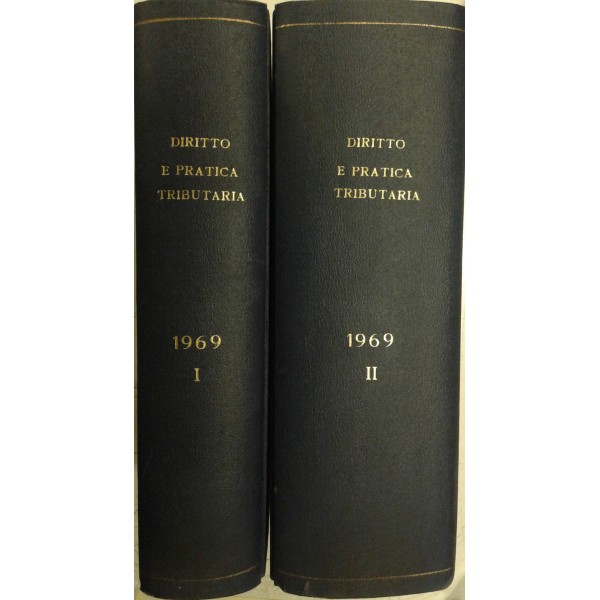 DIRITTO
E PRATICA
TRIBUTARIA
1969
I
DIRITTO
E PRATICA
TRIBUTARIA
1969
II